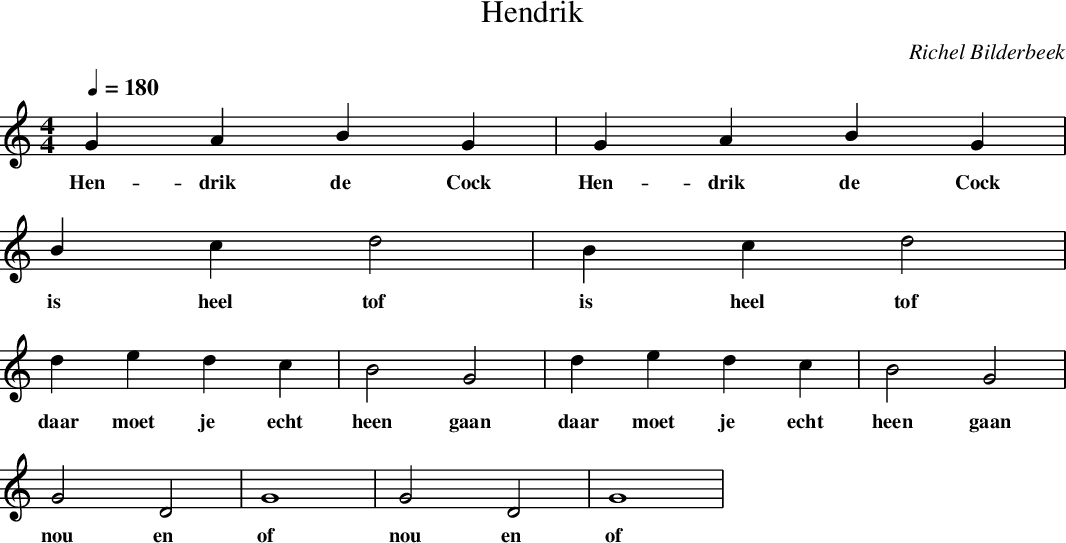 Hendrik
Richel Bilderbeek
♩ = 180
4
4
Hen - drik de Cock Hen - drik de Cock
is heel tof is heel tof
daar moet je echt heen gaan daar moet je echt heen gaan
nou en of nou en of